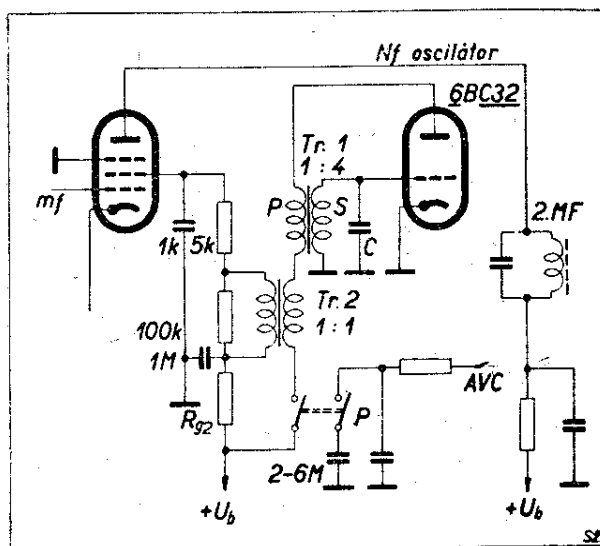 Nf oscilátor
6BC32
Tr. 1
1 : 4
mf
P
S
2.MF
1k
5k
C
Tr. 2
1 : 1
100k
1M
Rg2
P
AVC
2-6M
+Ub
+Ub